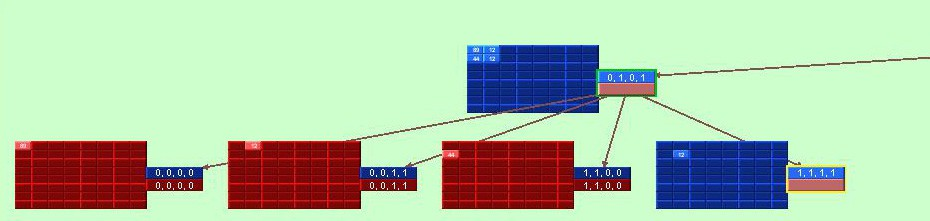 69 12
44 12
0, 1, 0, 1
69
12
44
12
0, 0, 0, 0
0, 0, 0, 0
0, 0, 1, 1
0, 0, 1, 1
1, 1, 0, 0
1, 1, 0, 0
1, 1, 1, 1